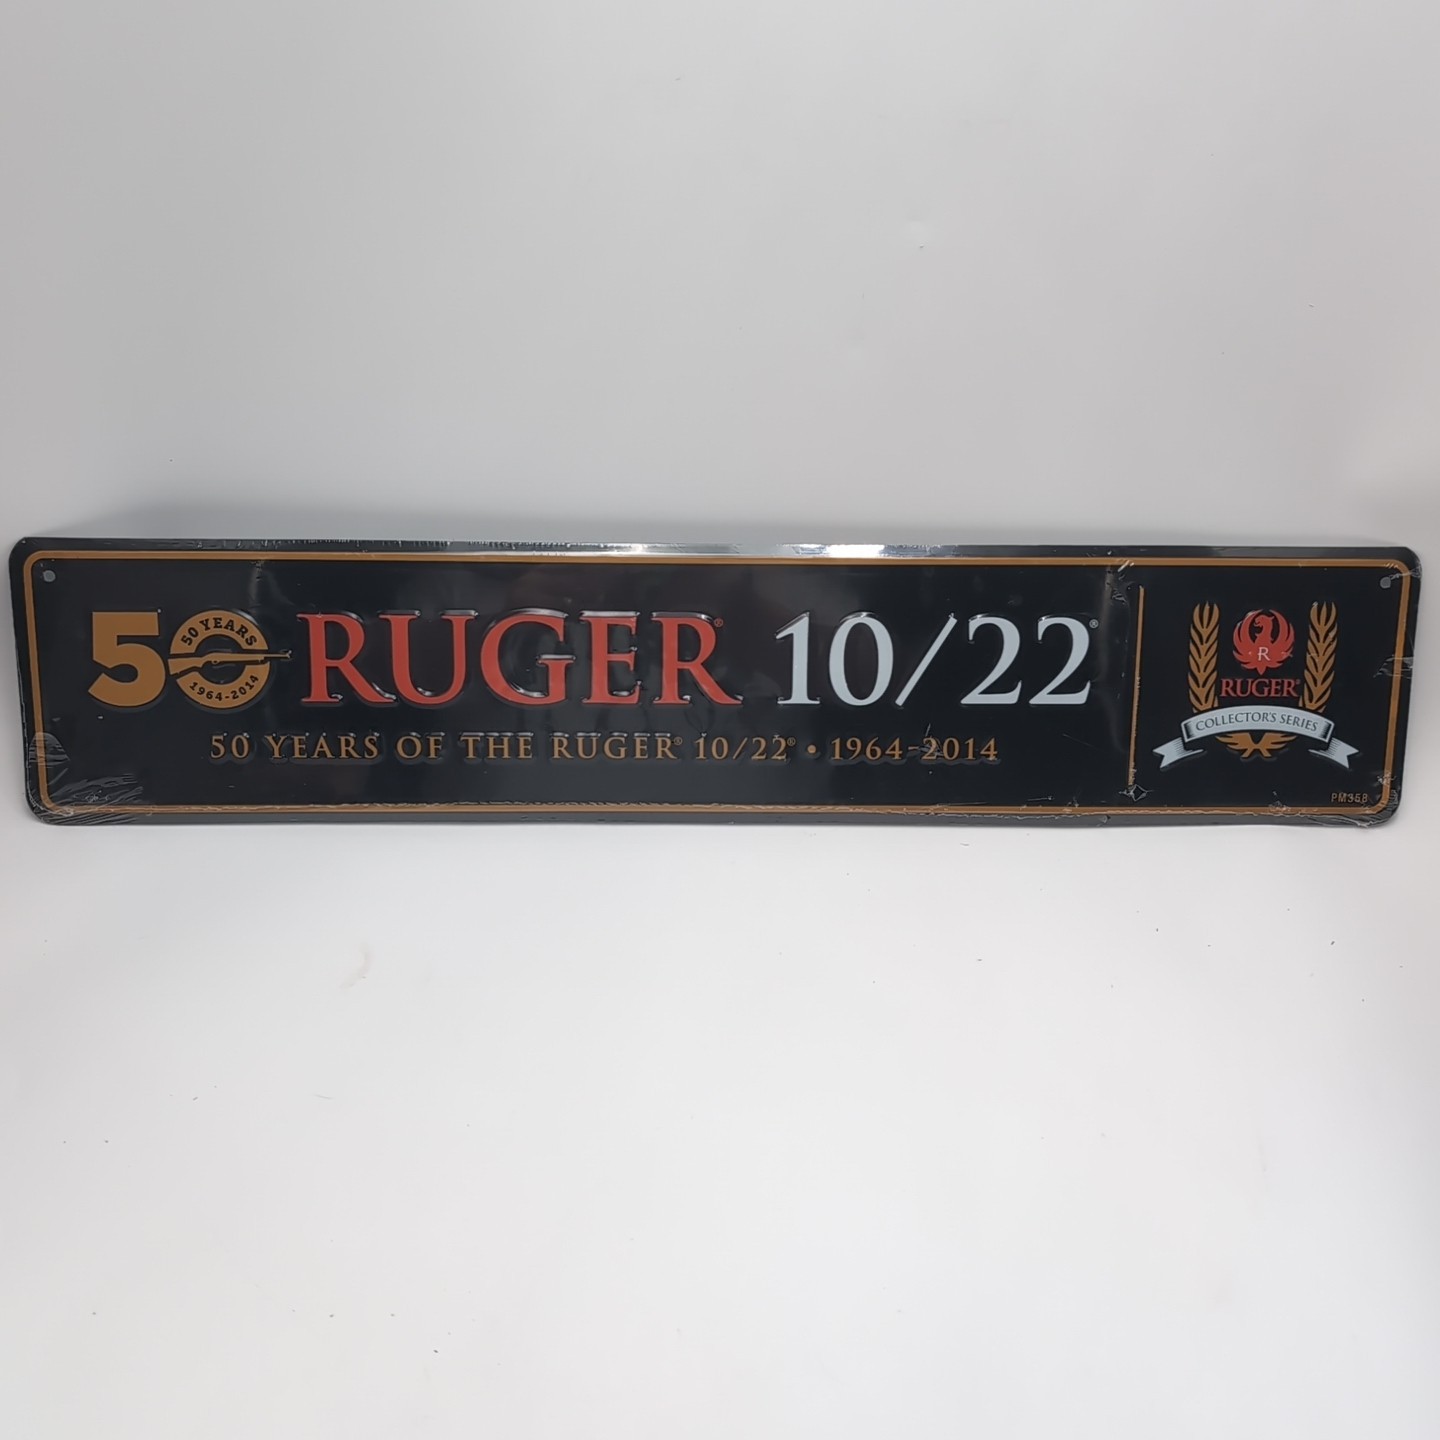 50 RUGER® 10/22®
50 YEARS
1964-2014
50 YEARS OF THE RUGER® 10/22® • 1964-2014
R
RUGER®
COLLECTOR'S SERIES
PM358